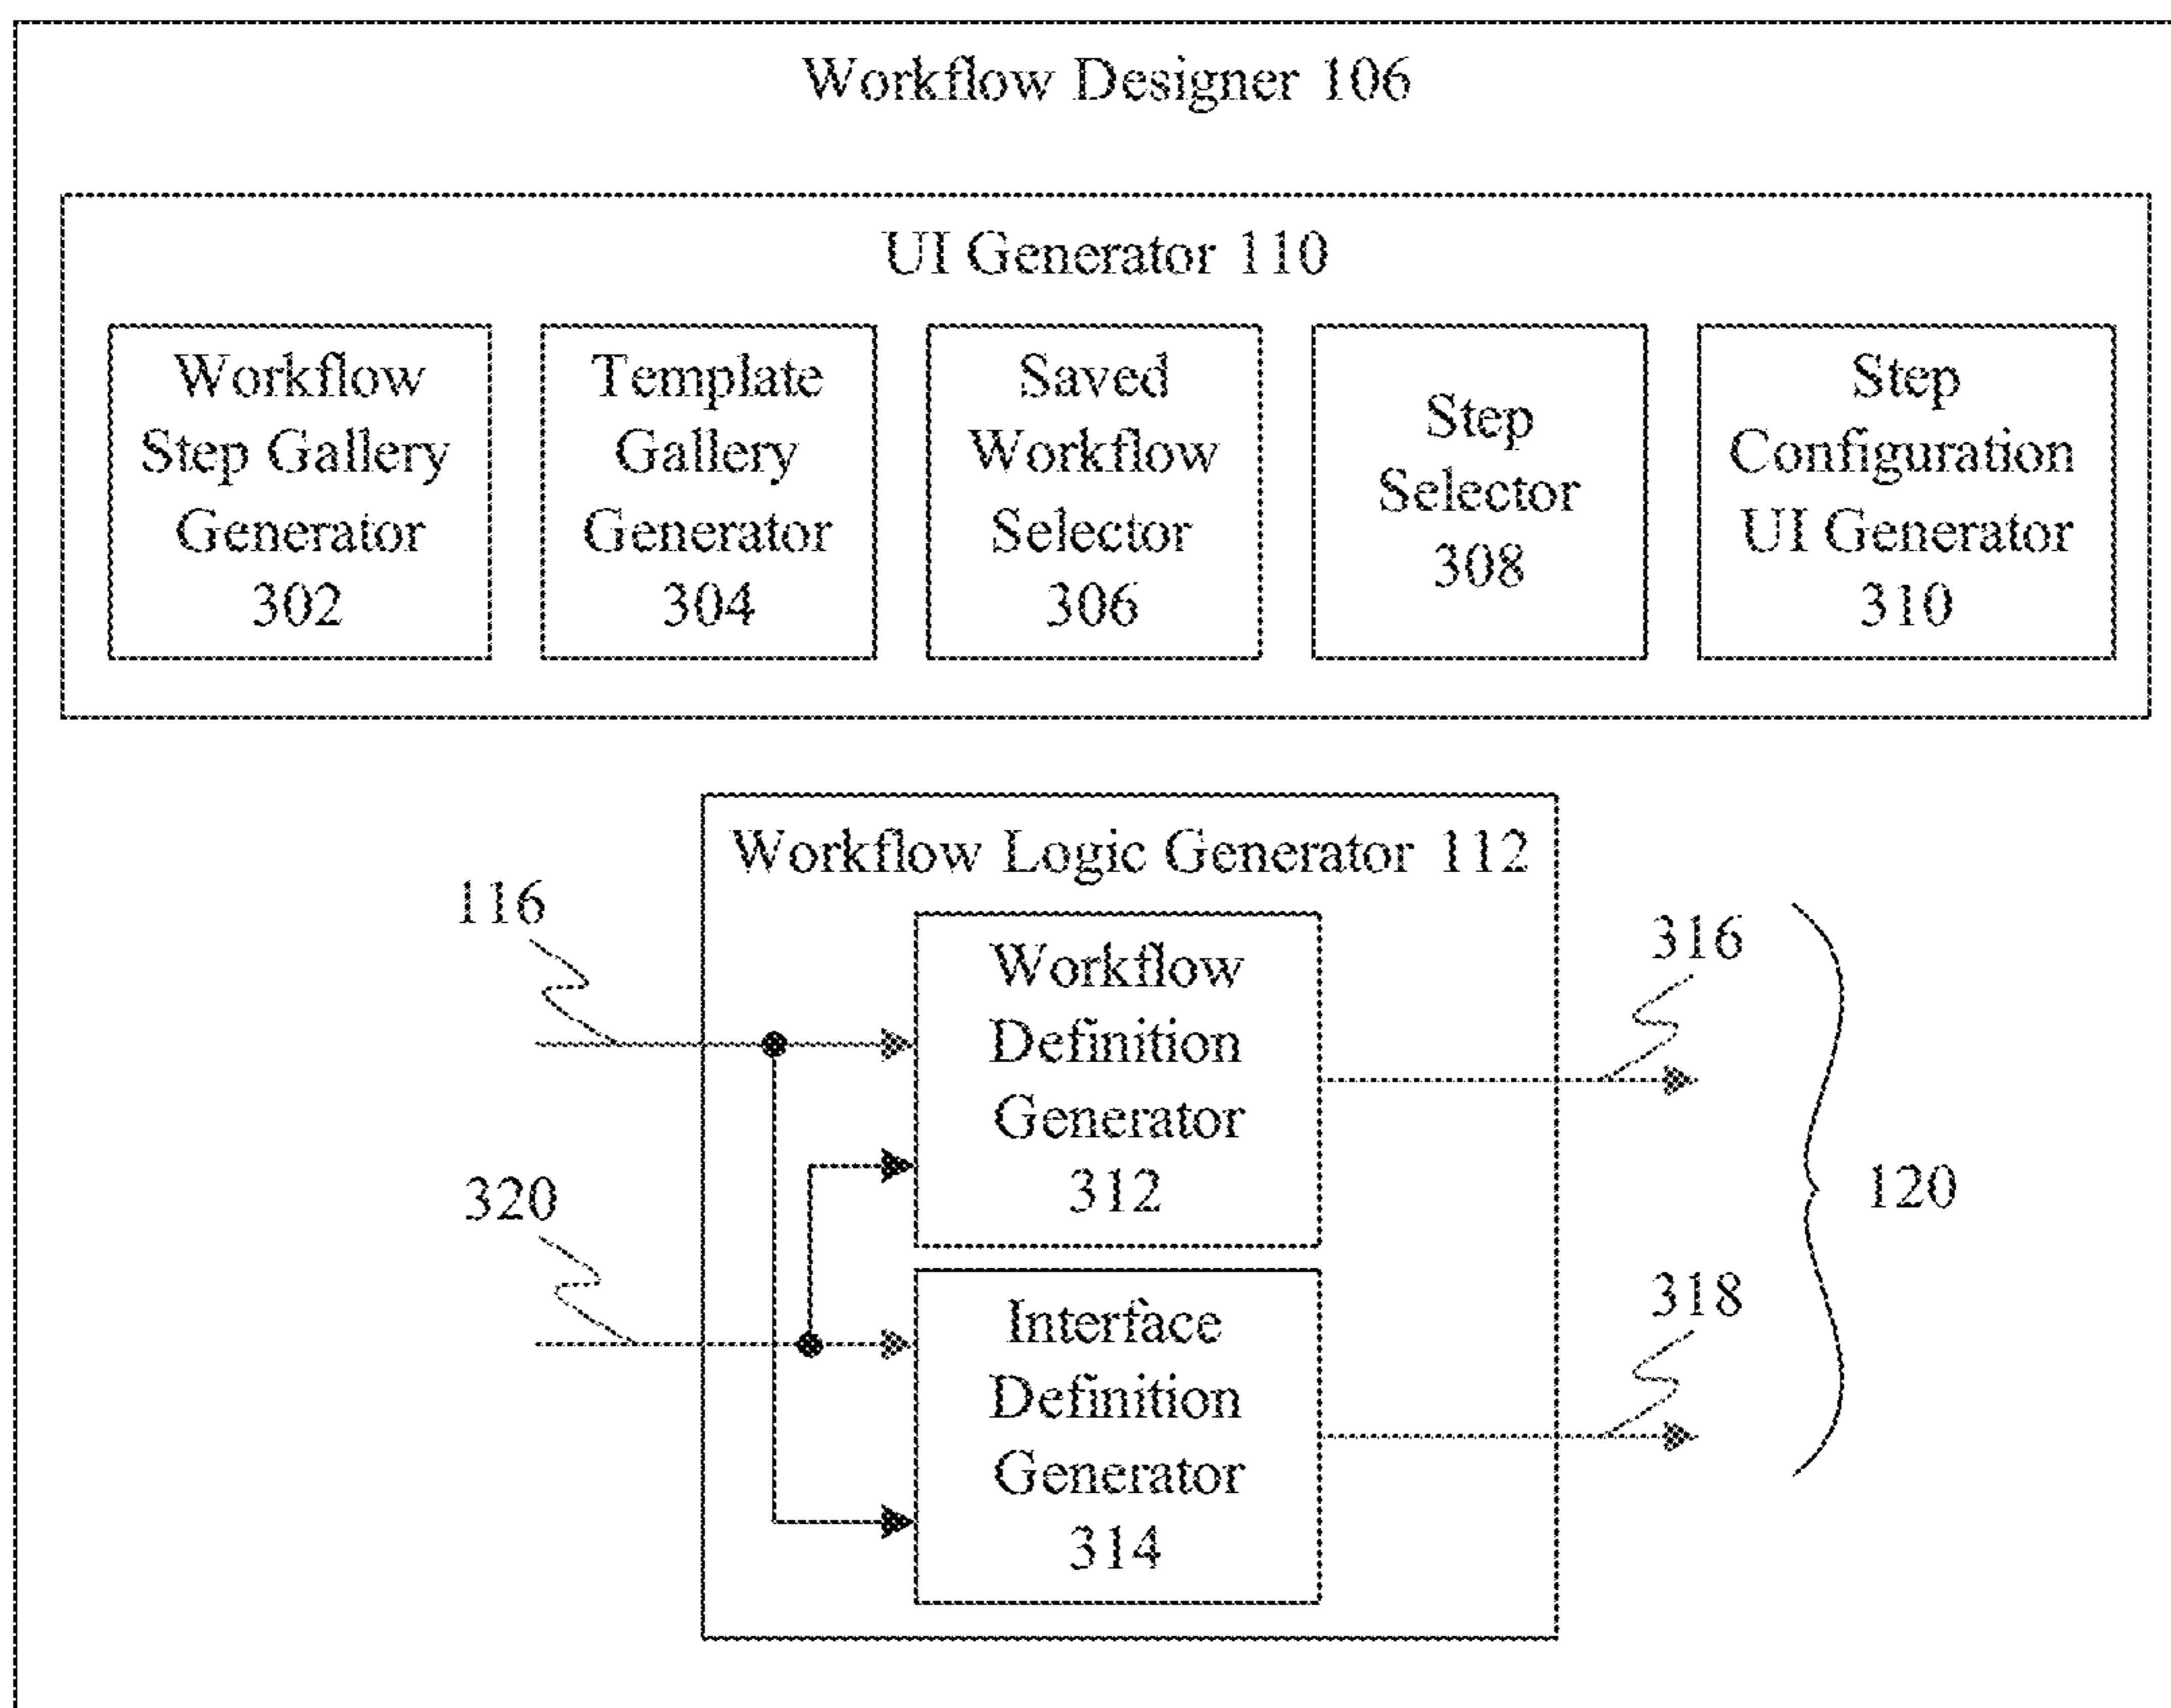 Workflow Designer 106
UI Generator 110
Workflow
Step Gallery
Generator
302
Template
Gallery
Generator
304
Saved
Workflow
Selector
306
Step
Selector
308
Step
Configuration
UI Generator
310
Workflow Logic Generator 112
116
320
Workflow
Definition
Generator
312
Interface
Definition
Generator
314
316
318
120